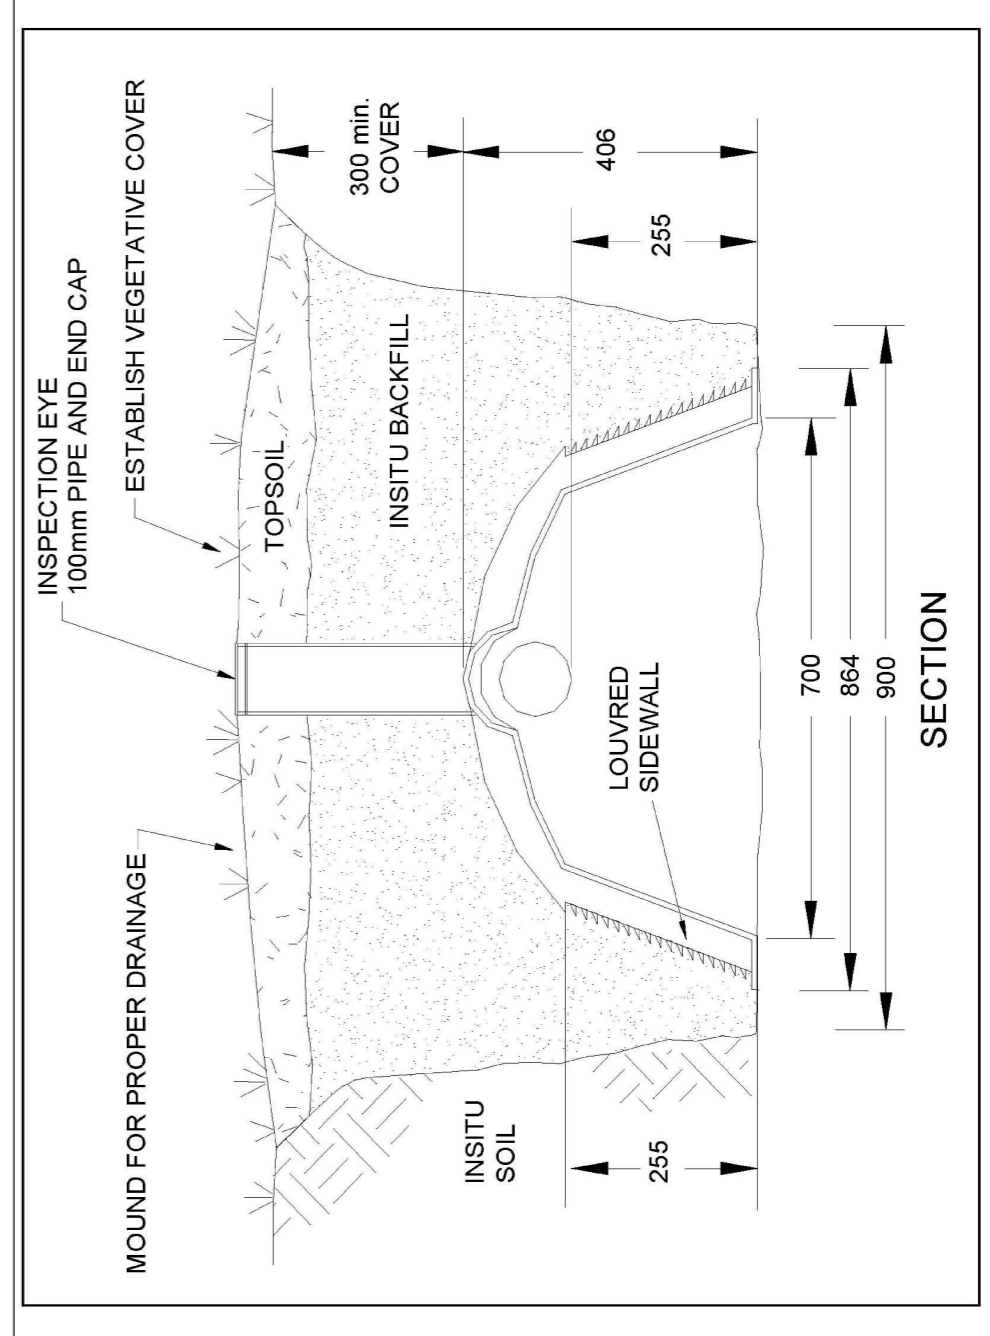 INSPECTION EYE
100mm PIPE AND END CAP
MOUND FOR PROPER DRAINAGE
ESTABLISH VEGETATIVE COVER
TOPSOIL
300 min.
COVER
INSITU BACKFILL
INSITU
SOIL
406
LOUVRED
SIDEWALL
255
255
700
864
900
SECTION